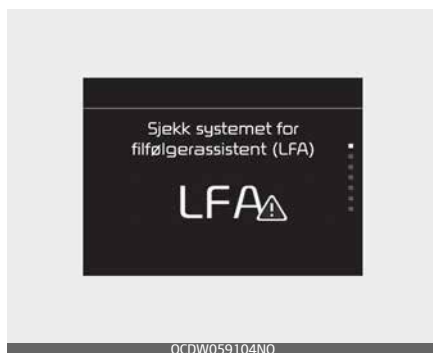 Sjekk systemet for
filfølgerassistent (LFA)
LFA
OCDW059104NO